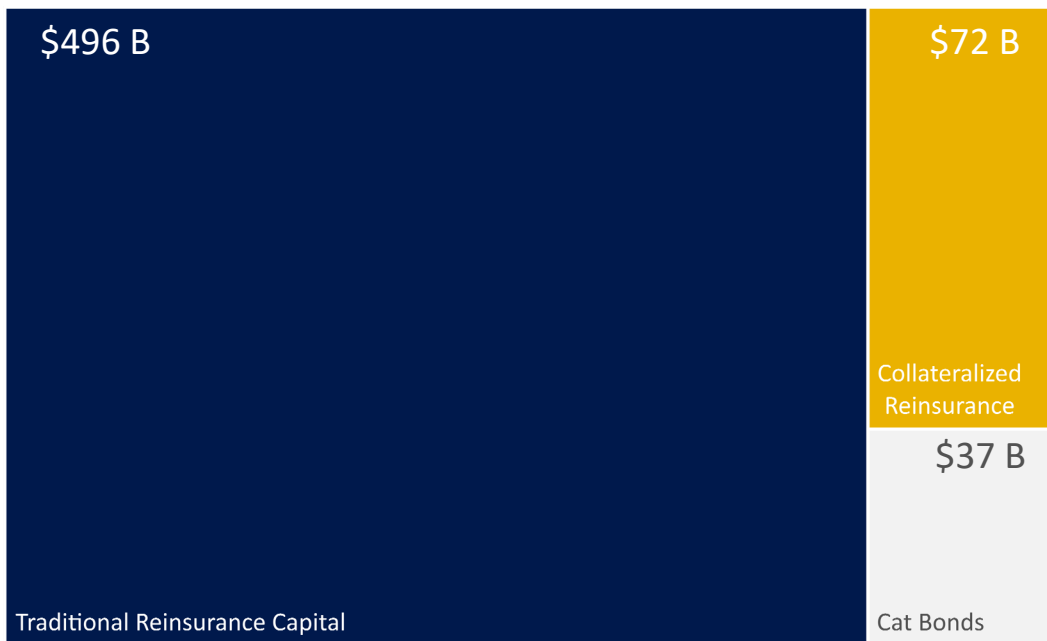 $496 B
Traditional Reinsurance Capital
$72 B
Collateralized
Reinsurance
$37 B
Cat Bonds